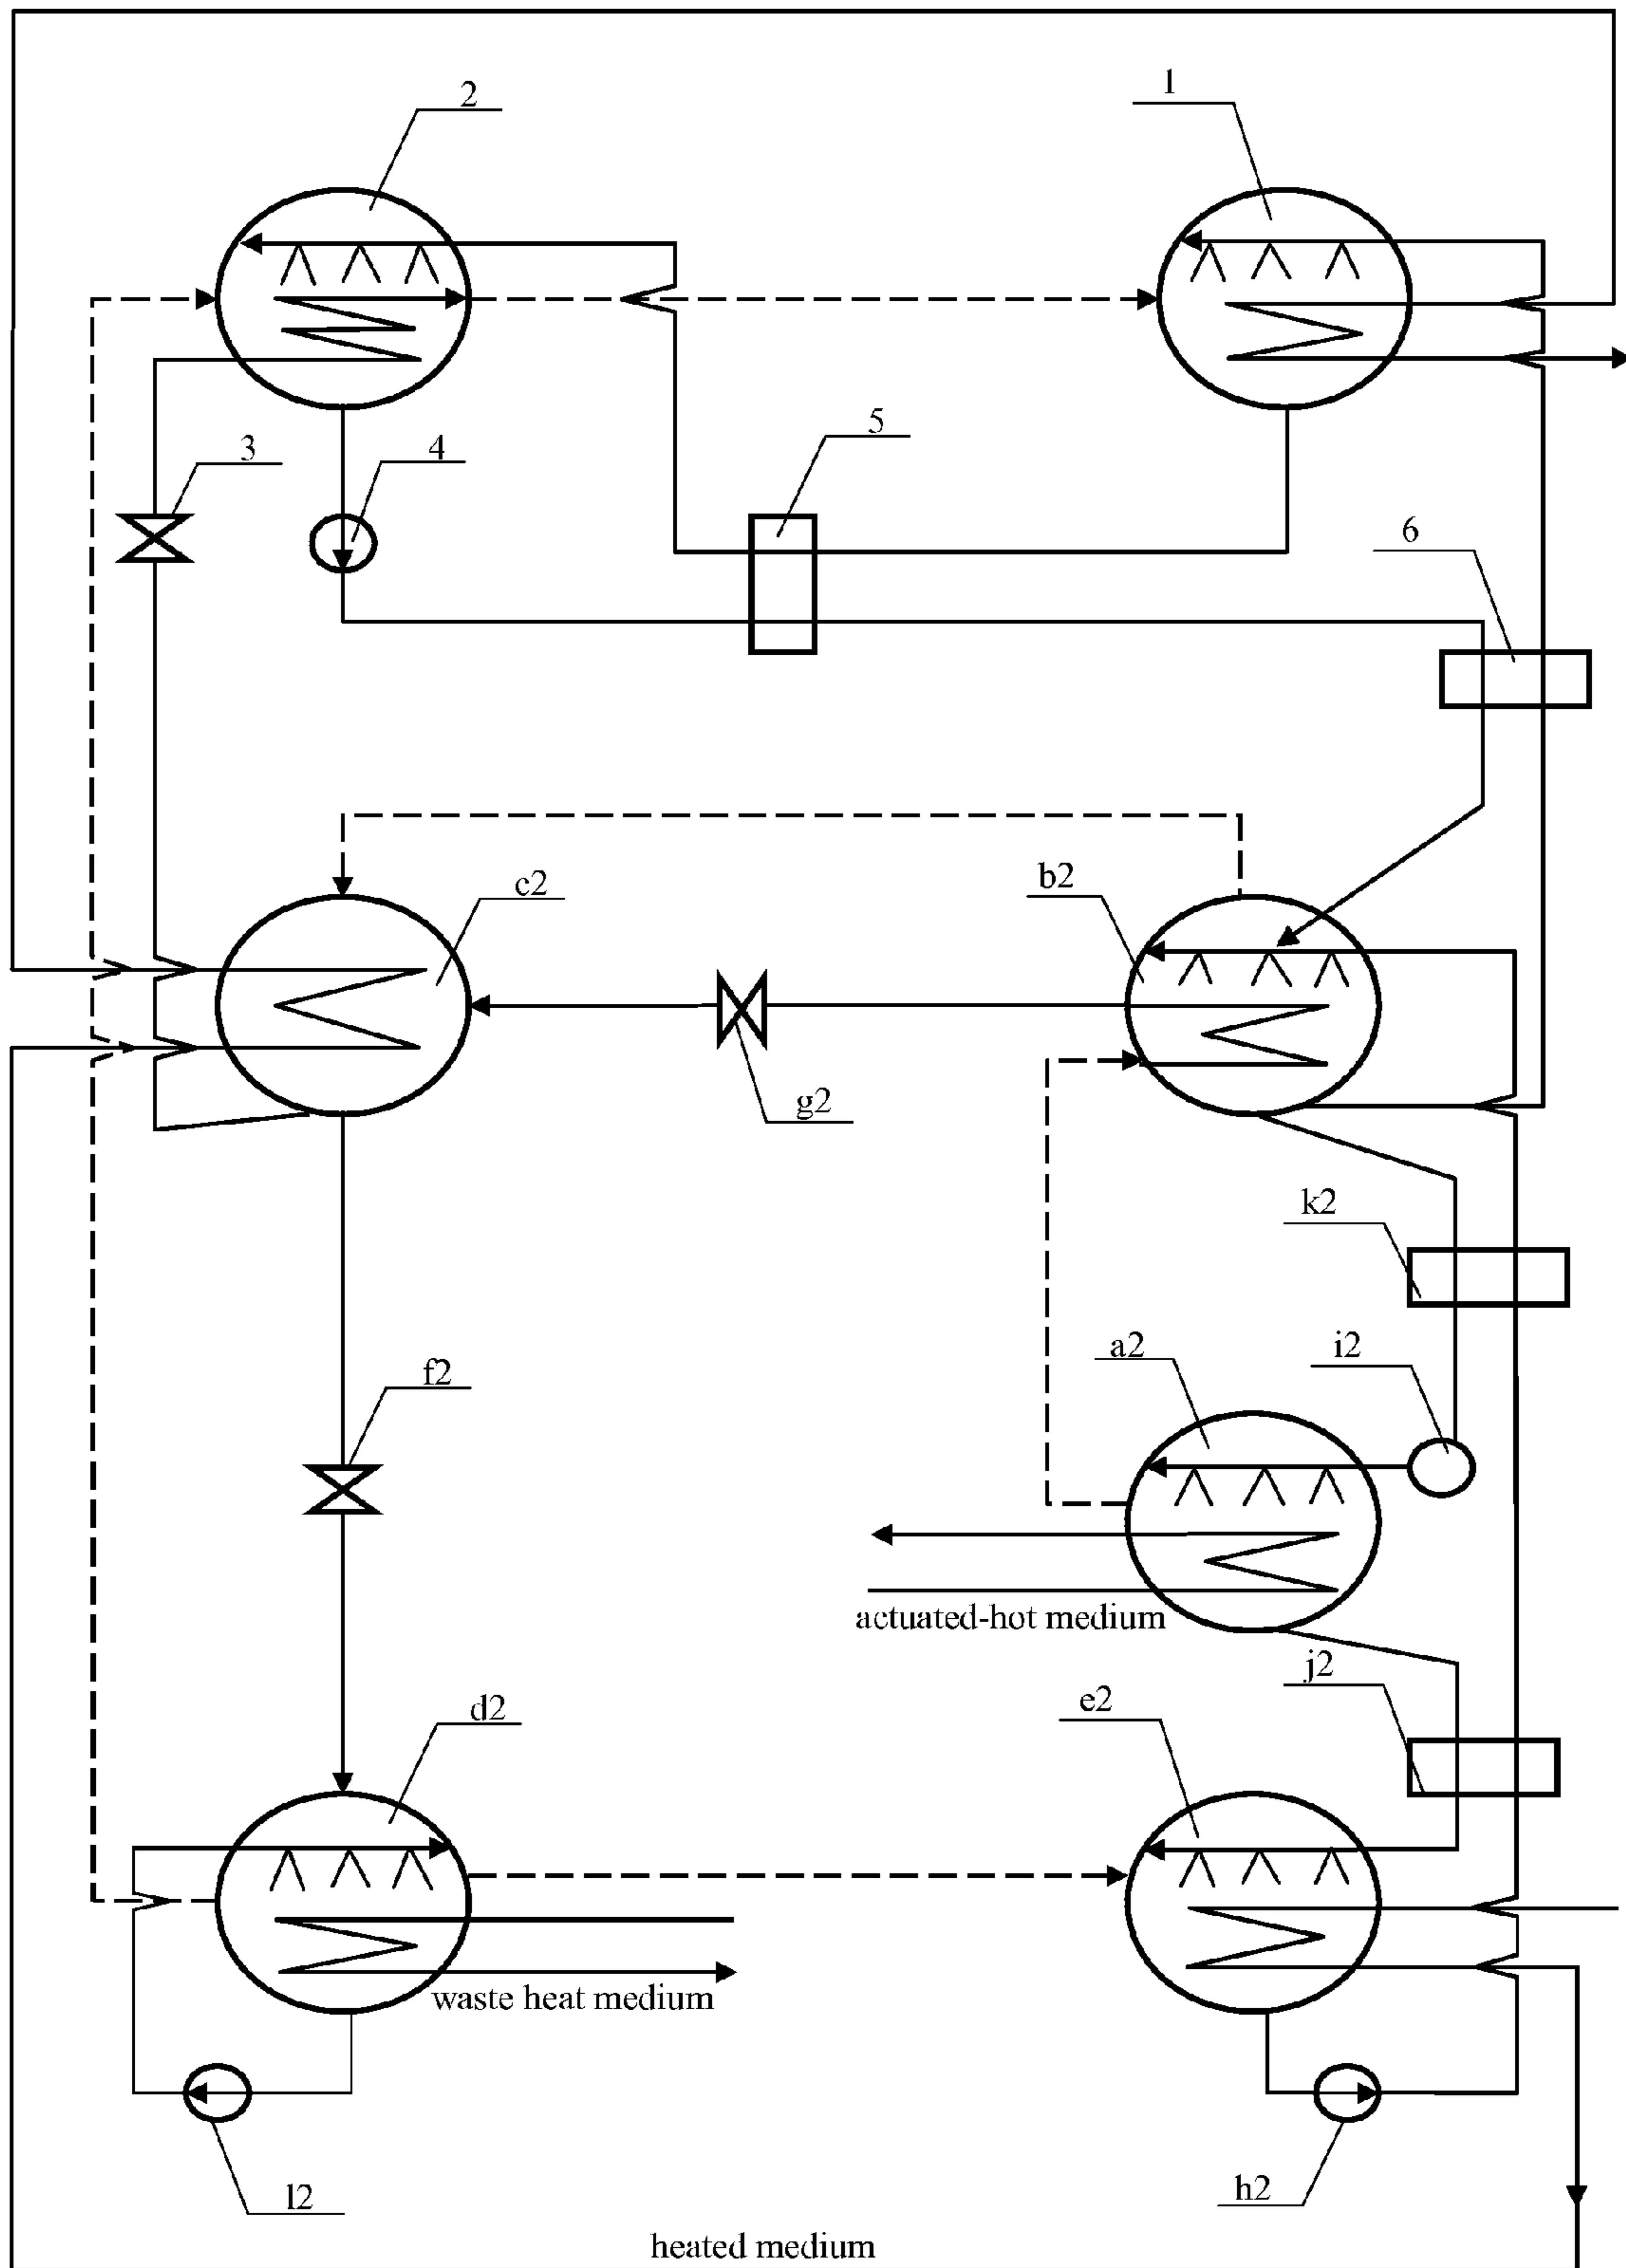 2
1
3
4
5
6
c2
b2
g2
k2
a2
i2
f2
actuated-hot medium
j2
d2
e2
waste heat medium
l2
h2
heated medium